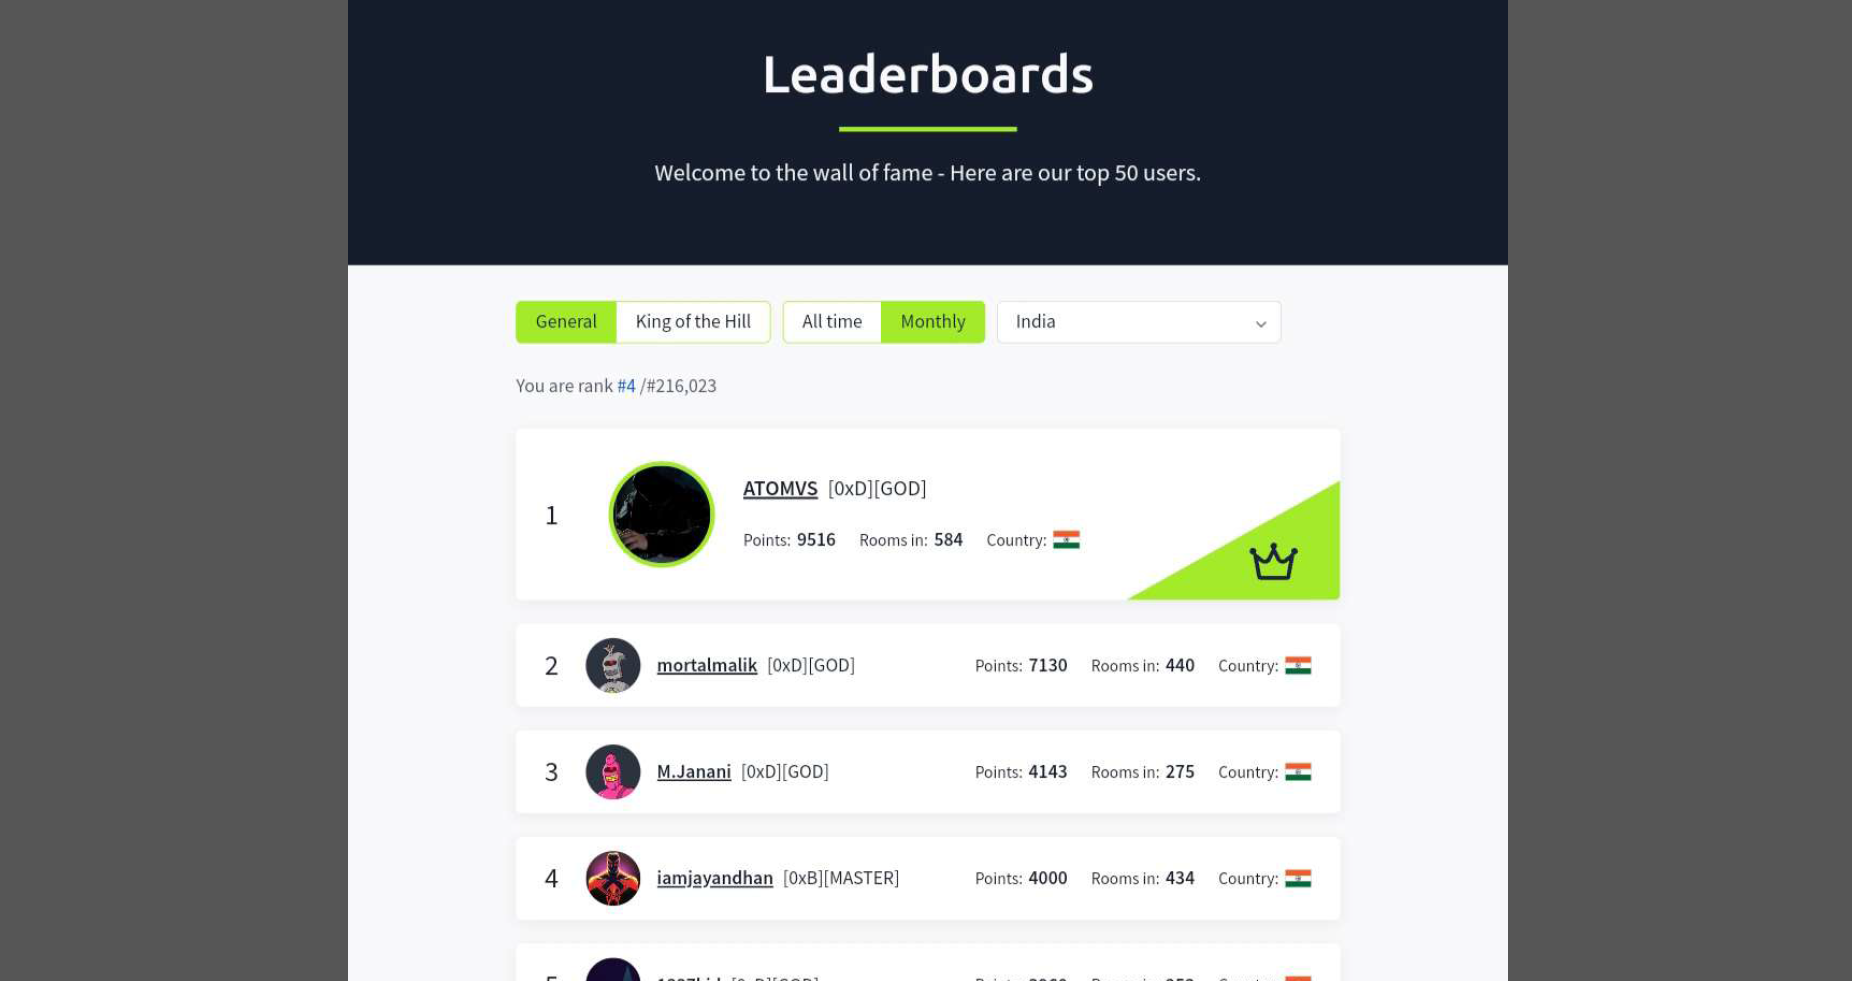 Leaderboards
Welcome to the wall of fame - Here are our top 50 users.
General King of the Hill All time Monthly India
You are rank #4 /#216,023
1
ATOMVS [0xD][GOD]
Points: 9516 Rooms in: 584 Country:
2 mortalmalik [0xD][GOD] Points: 7130 Rooms in: 440 Country:
3 M.Janani [0xD][GOD] Points: 4143 Rooms in: 275 Country:
4 iamjayandhan [0xB][MASTER] Points: 4000 Rooms in: 434 Country: